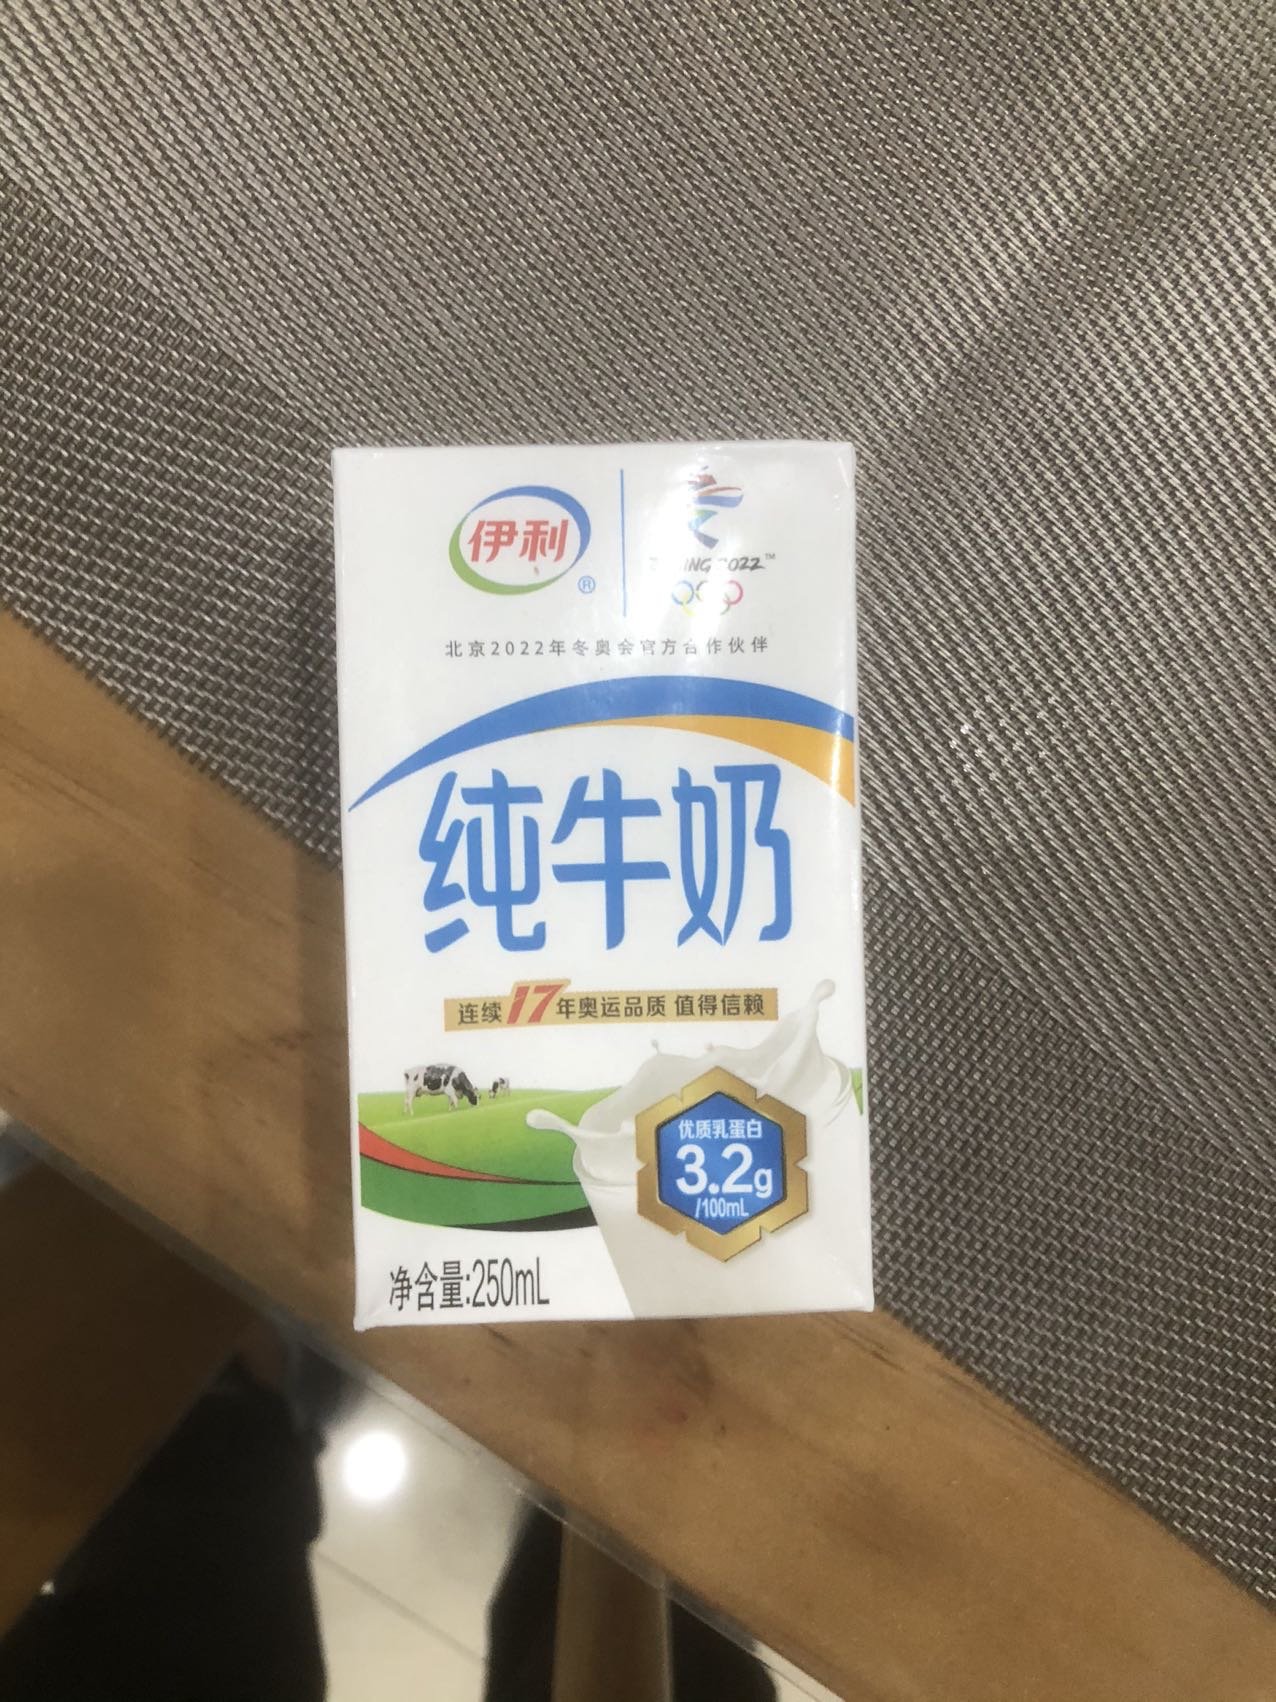 伊利
®
BEIJING 2022™
北京2022年冬奥会官方合作伙伴
纯牛奶
连续17年奥运品质 值得信赖
优质乳蛋白
3.2g
/100mL
净含量:250mL